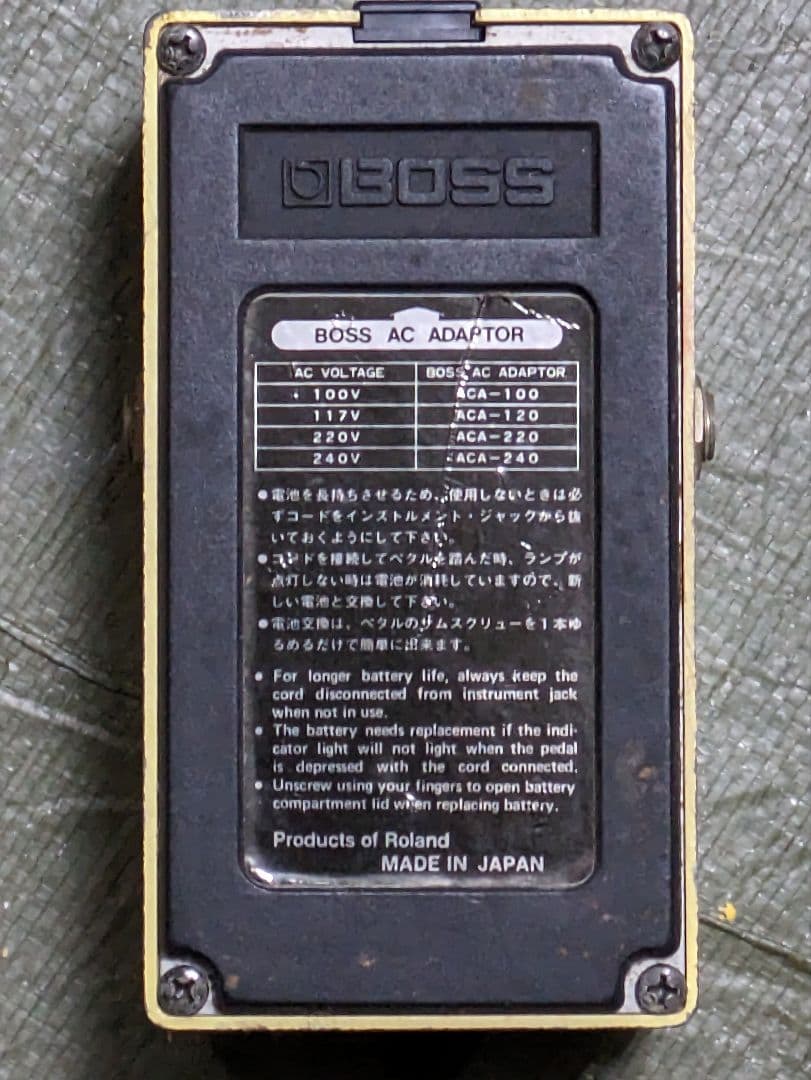 BOSS
BOSS AC ADAPTOR
AC VOLTAGE BOSS AC ADAPTOR
100V ACA-100
117V ACA-120
220V ACA-220
240V ACA-240
●電池を長持ちさせるため、使用しないときは必
ずコードをインストルメント・ジャックから抜
いておくようにして下さい。
●コードを接続してペタルを踏んだ時、ランプが
点灯しない時は電池が消耗していますので、新
しい電池と交換して下さい。
●電池交換は、ペタルのサムスクリューを1本ゆ
るめるだけで簡単に出来ます。
● For longer battery life, always keep the
cord disconnected from instrument jack
when not in use.
● The battery needs replacement if the indi-
cator light will not light when the pedal
is depressed with the cord connected.
● Unscrew using your fingers to open battery
compartment lid when replacing battery.
Products of Roland
MADE IN JAPAN